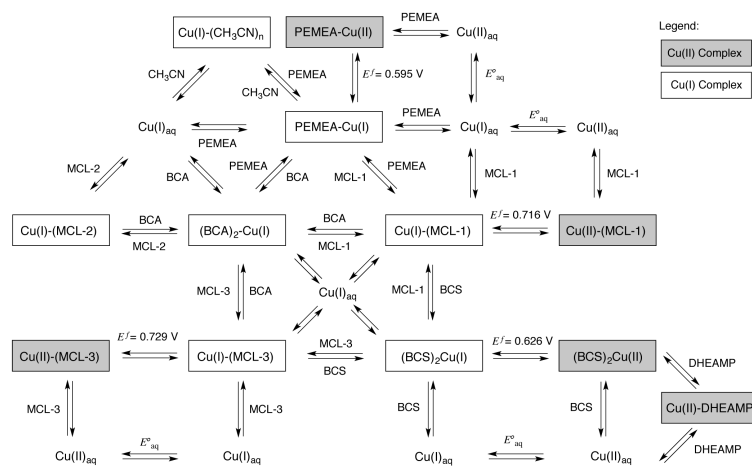 Legend:
Cu(II) Complex
Cu(I) Complex
Cu(I)-(CH₃CN)ₙ
PEMEA-Cu(II)
PEMEA
Cu(II)aq
CH₃CN
PEMEA
CH₃CN
E^f = 0.595 V
E°aq
Cu(I)aq
PEMEA
PEMEA-Cu(I)
PEMEA
Cu(I)aq
E°aq
Cu(II)aq
MCL-2
BCA
PEMEA
BCA
MCL-1
PEMEA
MCL-1
MCL-1
Cu(I)-(MCL-2)
BCA
MCL-2
(BCA)₂-Cu(I)
BCA
MCL-1
Cu(I)-(MCL-1)
E^f = 0.716 V
Cu(II)-(MCL-1)
MCL-3
BCA
Cu(I)aq
MCL-1
BCS
Cu(II)-(MCL-3)
E^f = 0.729 V
Cu(I)-(MCL-3)
MCL-3
BCS
(BCS)₂Cu(I)
E^f = 0.626 V
(BCS)₂Cu(II)
DHEAMP
MCL-3
MCL-3
BCS
BCS
Cu(II)-DHEAMP
DHEAMP
Cu(II)aq
E°aq
Cu(I)aq
Cu(I)aq
E°aq
Cu(II)aq